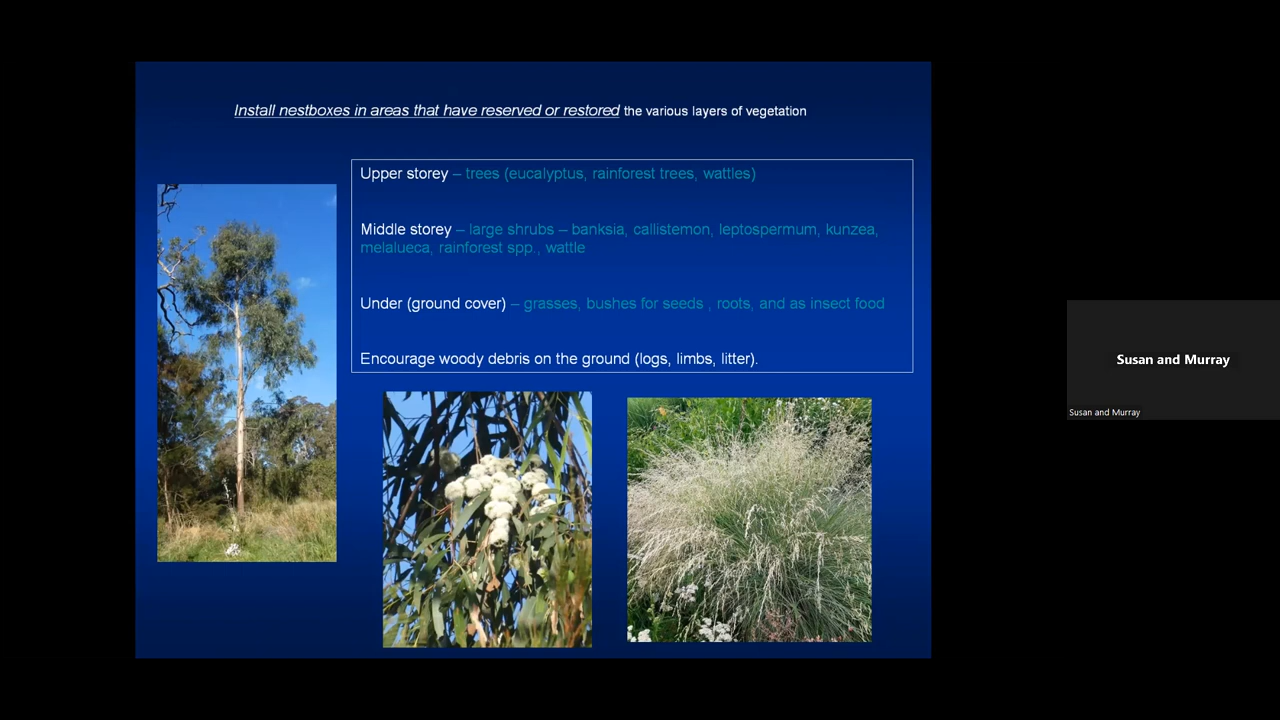 Install nestboxes in areas that have reserved or restored the various layers of vegetation
Upper storey – trees (eucalyptus, rainforest trees, wattles)
Middle storey – large shrubs – banksia, callistemon, leptospermum, kunzea,
melalueca, rainforest spp., wattle
Under (ground cover) – grasses, bushes for seeds , roots, and as insect food
Encourage woody debris on the ground (logs, limbs, litter).
Susan and Murray
Susan and Murray